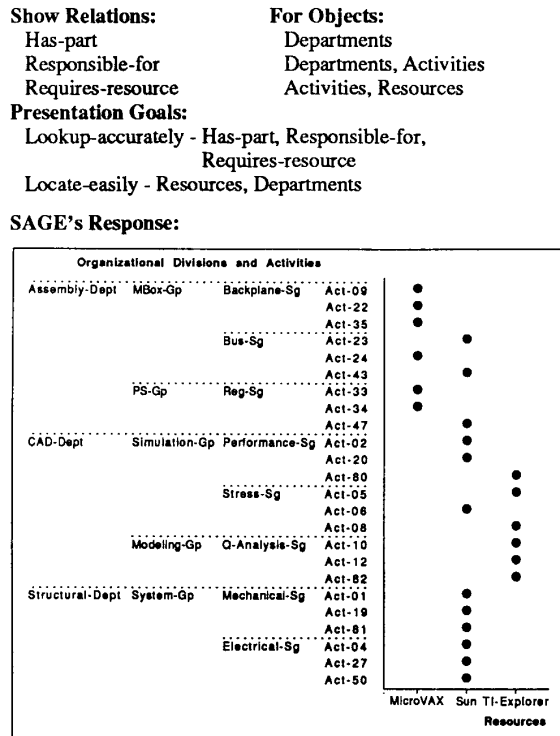 Show Relations: For Objects:
Has-part Departments
Responsible-for Departments, Activities
Requires-resource Activities, Resources
Presentation Goals:
Lookup-accurately - Has-part, Responsible-for,
Requires-resource
Locate-easily - Resources, Departments
SAGE's Response:
Organizational Divisions and Activities
Assembly-Dept MBox-Gp Backplane-Sg Act-09
Act-22
Act-35
Bus-Sg Act-23
Act-24
Act-43
PS-Gp Reg-Sg Act-33
Act-34
Act-47
CAD-Dept Simulation-Gp Performance-Sg Act-02
Act-20
Act-80
Stress-Sg Act-05
Act-06
Act-08
Modeling-Gp Q-Analysis-Sg Act-10
Act-12
Act-82
Structural-Dept System-Gp Mechanical-Sg Act-01
Act-19
Act-81
Electrical-Sg Act-04
Act-27
Act-50
MicroVAX Sun TI-Explorer
Resources